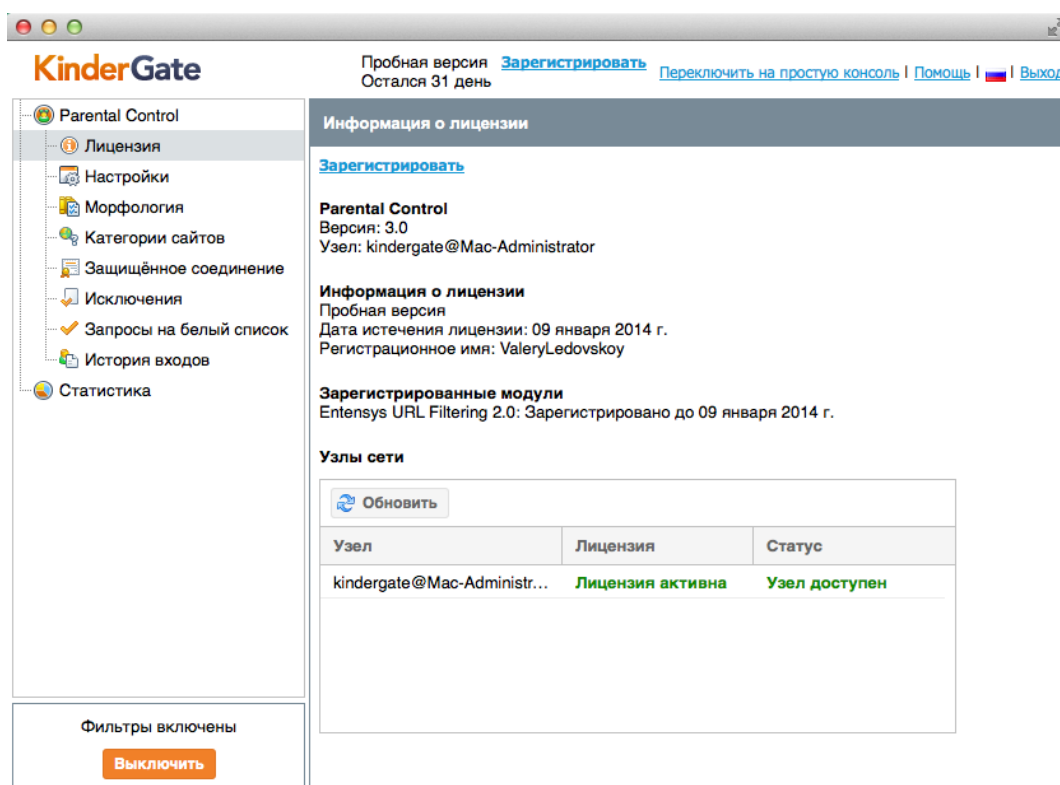 KinderGate
Пробная версия Зарегистрировать
Остался 31 день
Переключить на простую консоль | Помощь | | Выход
Parental Control
Лицензия
Настройки
Морфология
Категории сайтов
Защищённое соединение
Исключения
Запросы на белый список
История входов
Статистика
Фильтры включены
Выключить
Информация о лицензии
Зарегистрировать
Parental Control
Версия: 3.0
Узел: kindergate@Mac-Administrator
Информация о лицензии
Пробная версия
Дата истечения лицензии: 09 января 2014 г.
Регистрационное имя: ValeryLedovskoy
Зарегистрированные модули
Entensys URL Filtering 2.0: Зарегистрировано до 09 января 2014 г.
Узлы сети
Обновить
Узел Лицензия Статус
kindergate@Mac-Administr... Лицензия активна Узел доступен